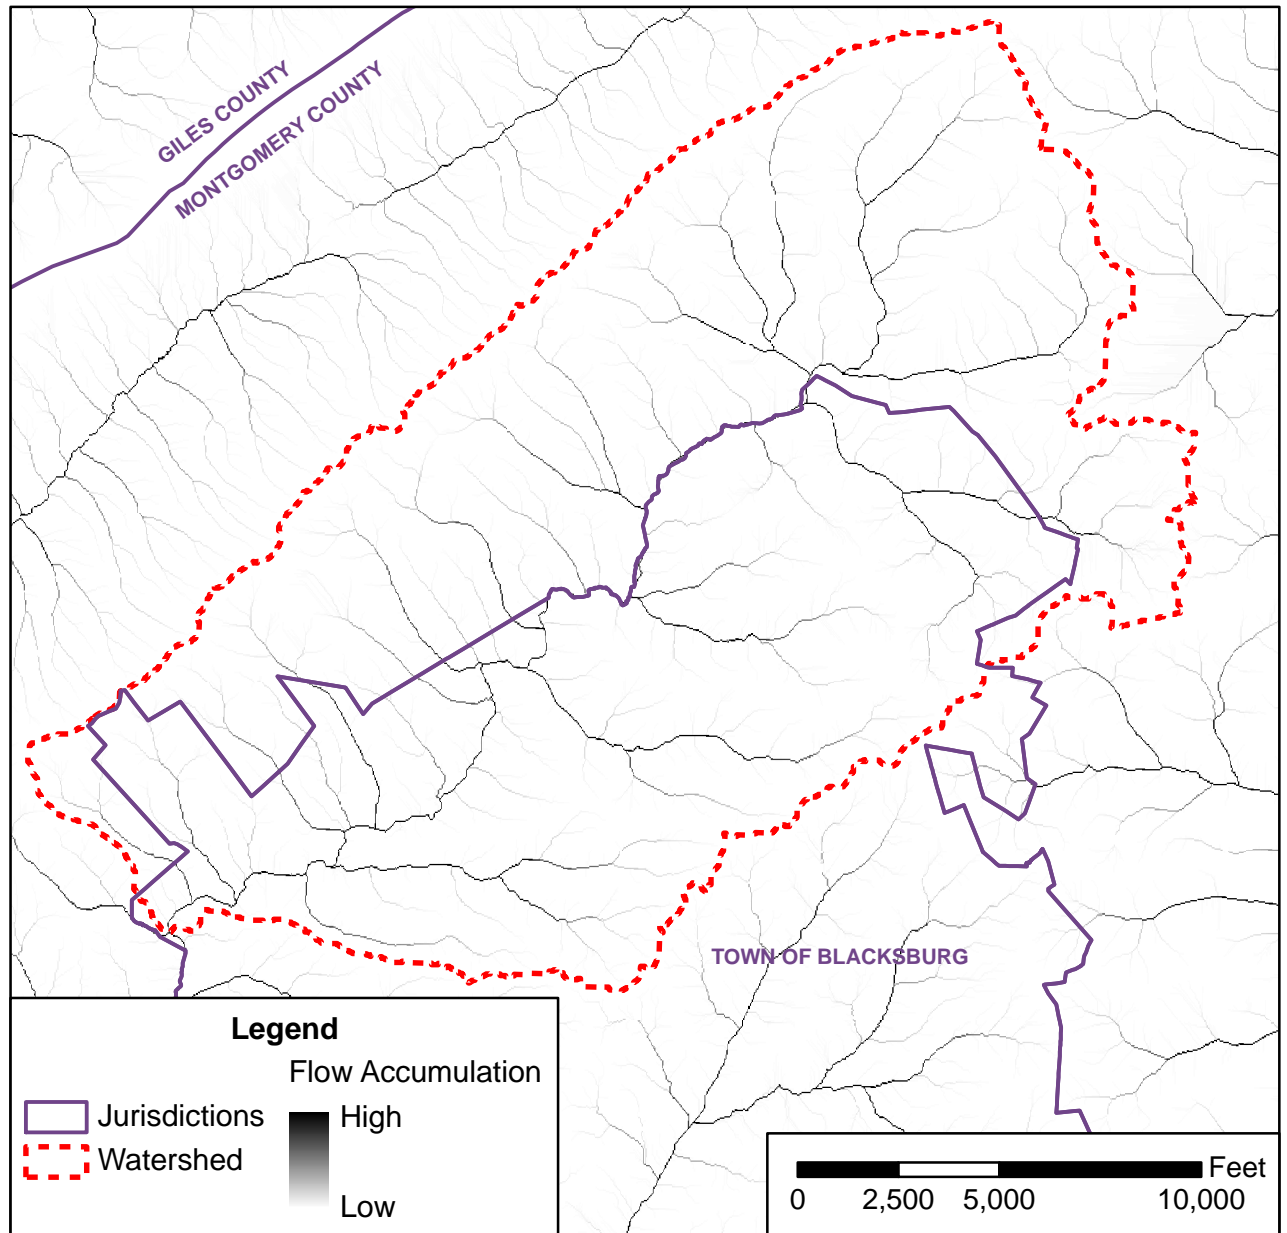 GILES COUNTY
MONTGOMERY COUNTY
TOWN OF BLACKSBURG
Legend
Flow Accumulation
Jurisdictions
High
Watershed
Low
Feet
0 2,500 5,000 10,000